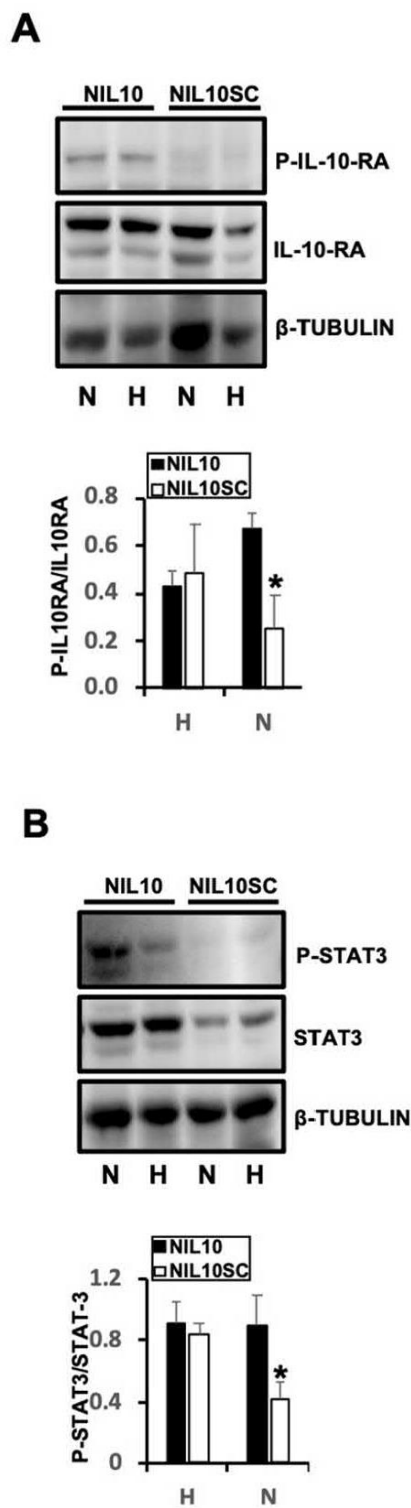 A
NIL10 NIL10SC
P-IL-10-RA
IL-10-RA
β-TUBULIN
N H N H
NIL10
NIL10SC
P-IL10RA/IL10RA
0.8
0.6
0.4
0.2
0.0
*
H N
B
NIL10 NIL10SC
P-STAT3
STAT3
β-TUBULIN
N H N H
NIL10
NIL10SC
P-STAT3/STAT-3
1.2
0.8
0.4
0
*
H N